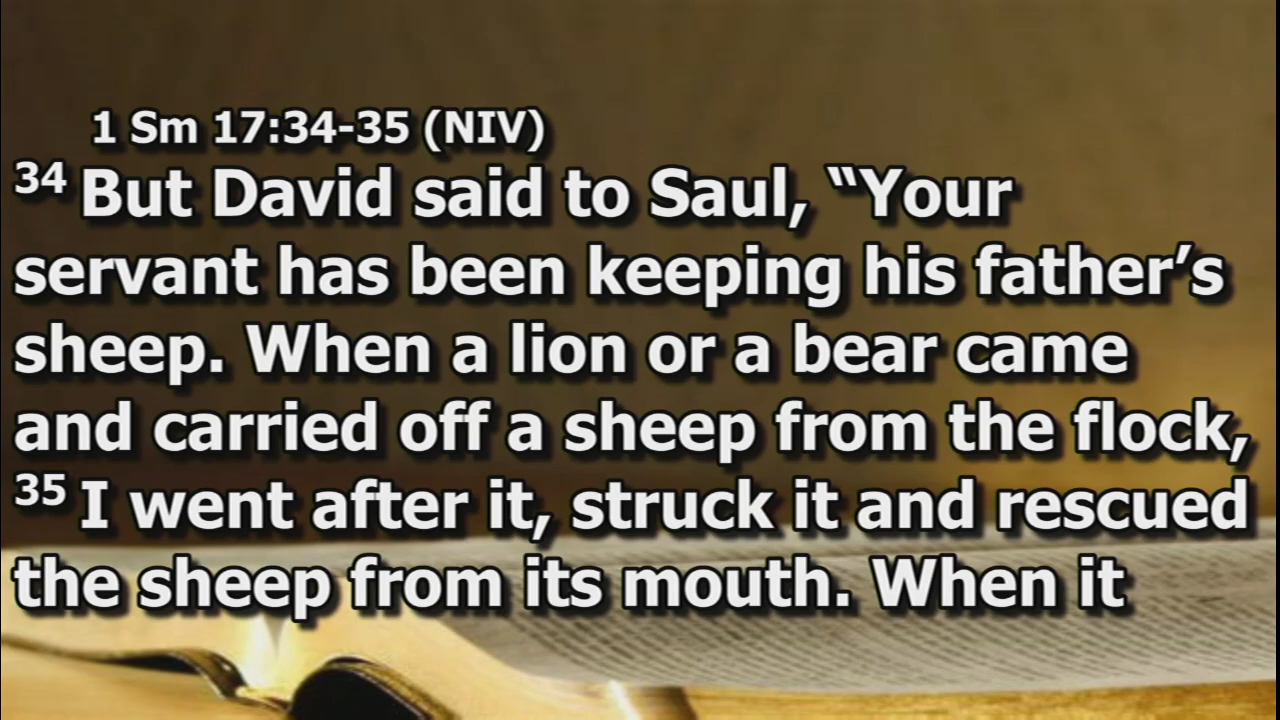 1 Sm 17:34-35 (NIV)
34 But David said to Saul, “Your
servant has been keeping his father’s
sheep. When a lion or a bear came
and carried off a sheep from the flock,
35 I went after it, struck it and rescued
the sheep from its mouth. When it